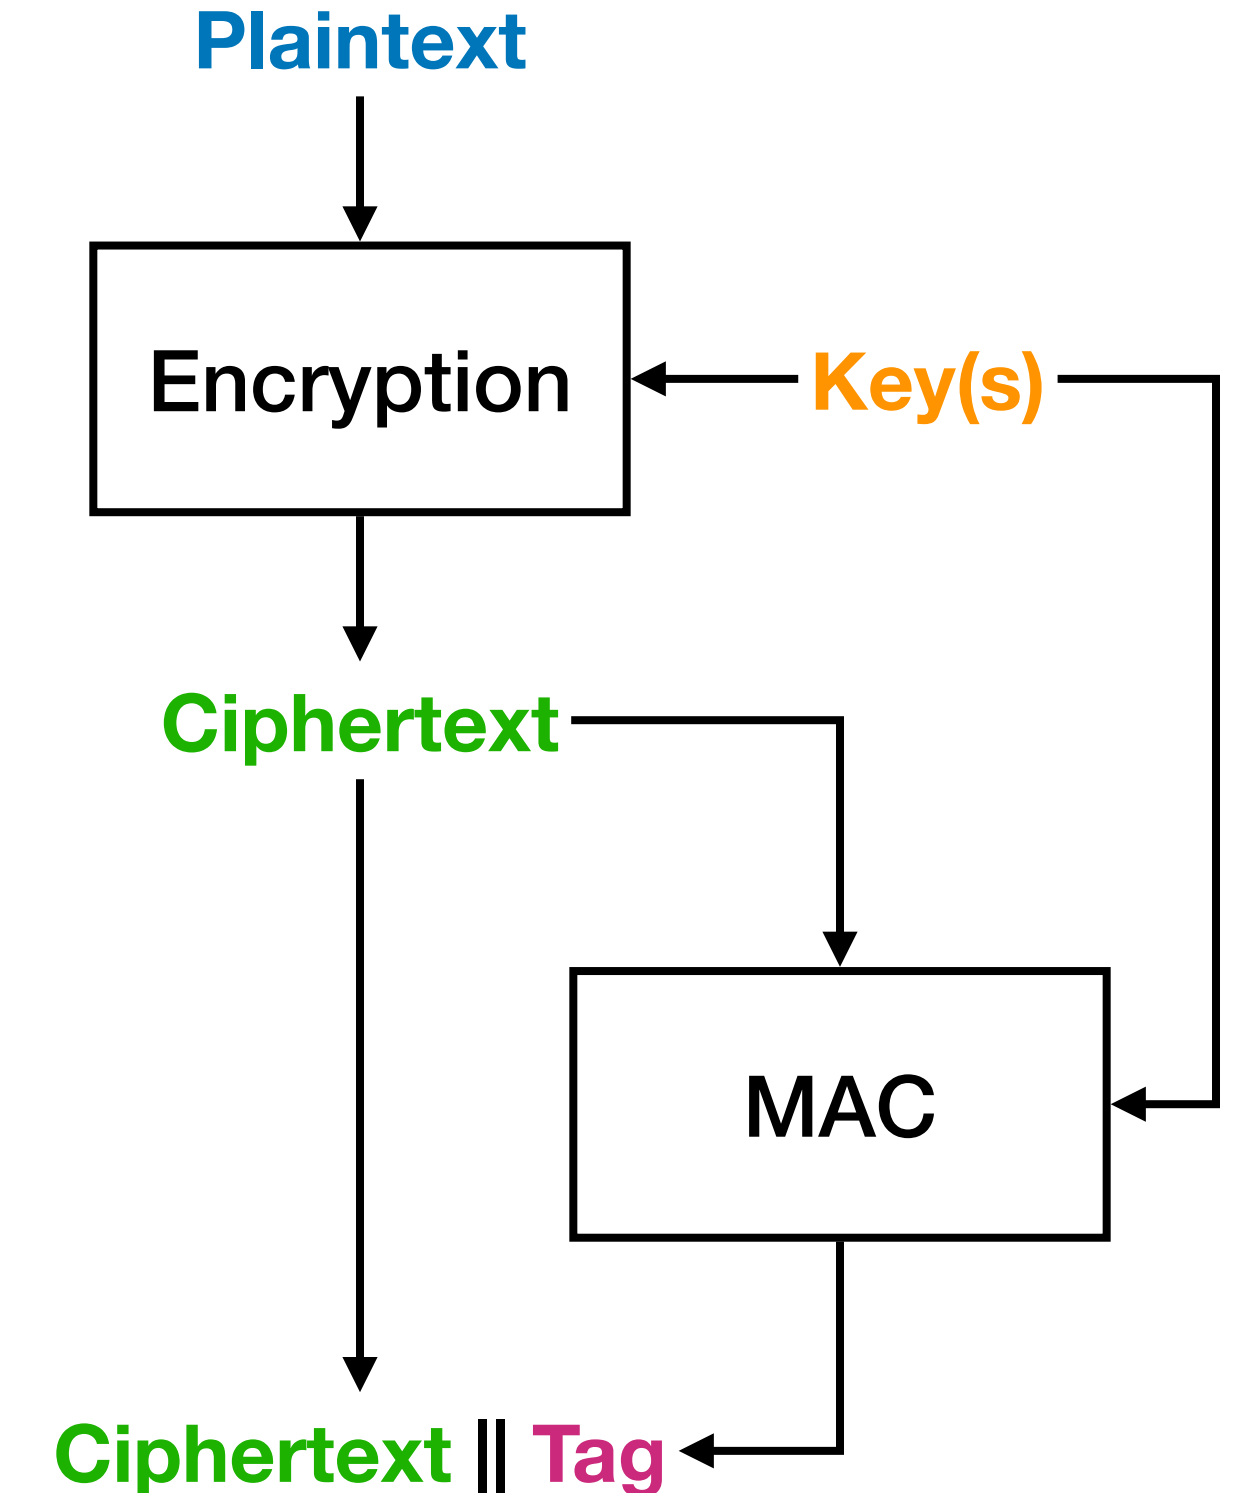 Plaintext
Encryption
Key(s)
Ciphertext
MAC
Ciphertext || Tag